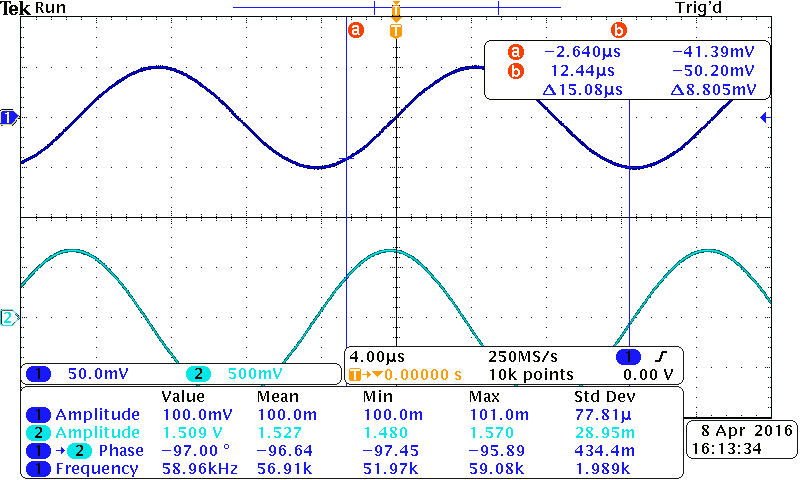 Tek Run Trig'd
T
a b
T
a −2.640µs −41.39mV
b 12.44µs −50.20mV
Δ15.08µs Δ8.805mV
1
2
4.00µs 250MS/s 1
T→▼0.00000 s 10k points 0.00 V
1 50.0mV 2 500mV
Value Mean Min Max Std Dev
1 Amplitude 100.0mV 100.0m 100.0m 101.0m 77.81µ
2 Amplitude 1.509 V 1.527 1.480 1.570 28.95m
1 → 2 Phase −97.00 ° −96.64 −97.45 −95.89 434.4m
1 Frequency 58.96kHz 56.91k 51.97k 59.08k 1.989k
8 Apr 2016
16:13:34